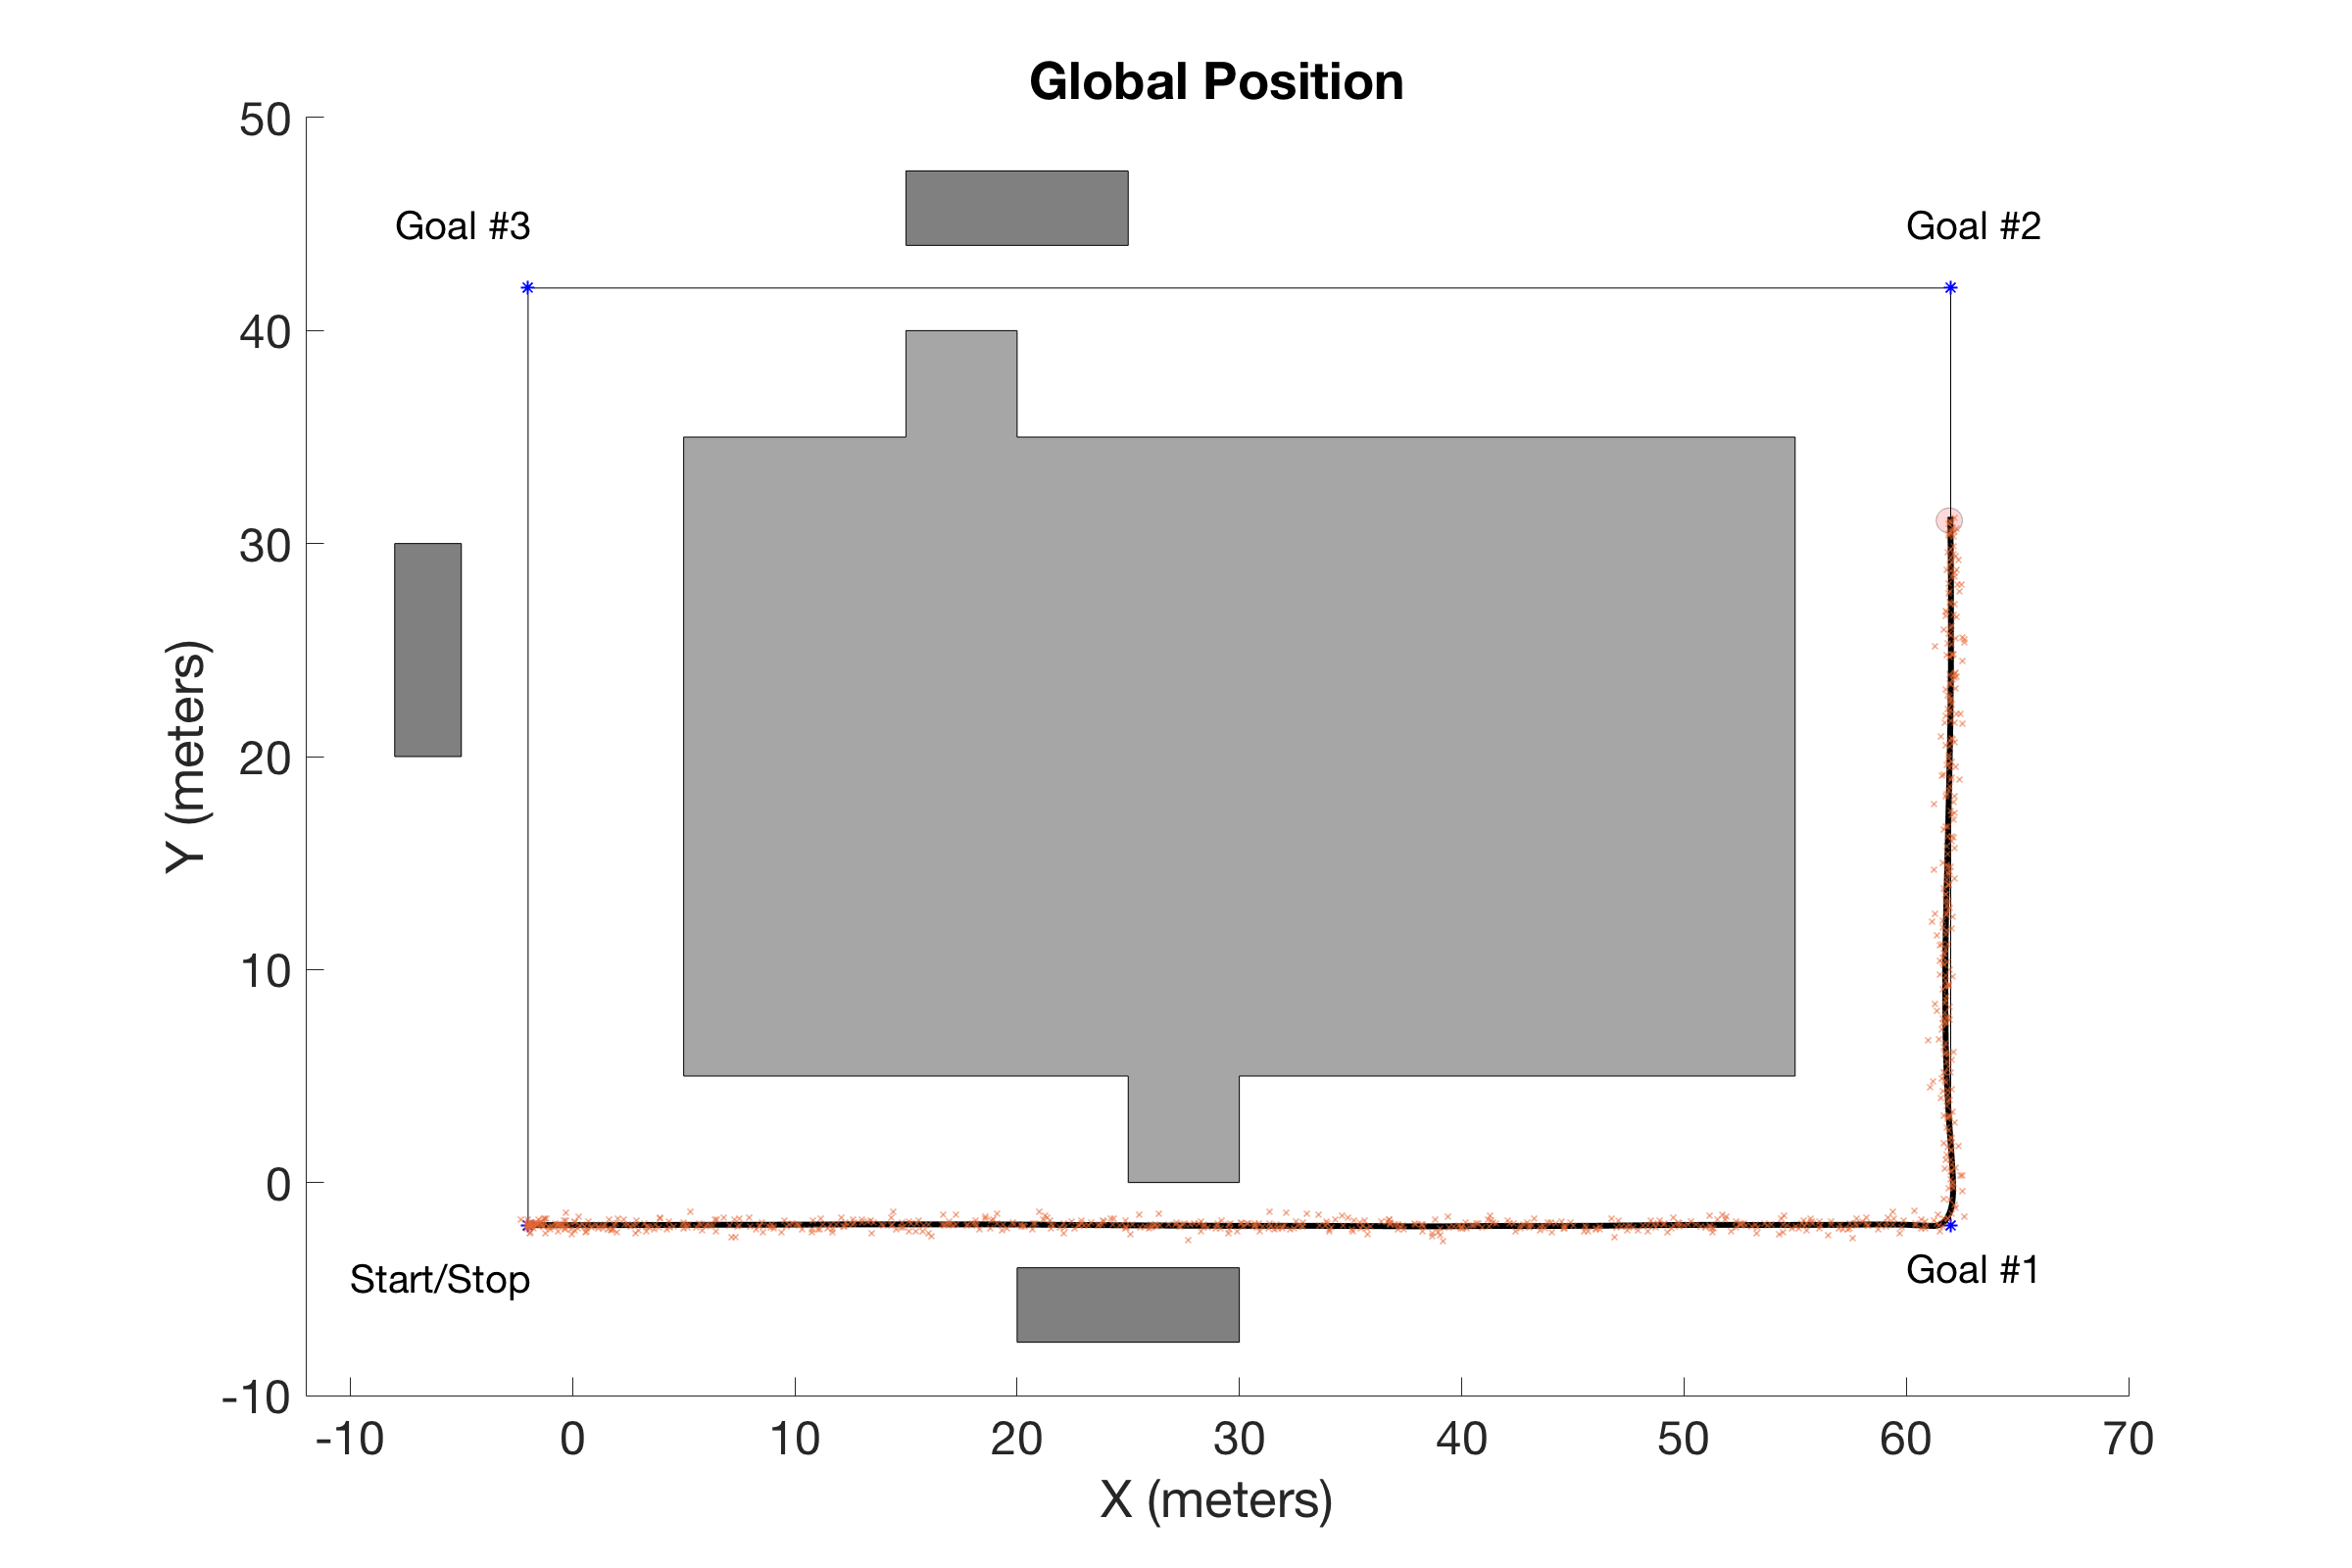 Global Position
50
Goal #3
Goal #2
40
30
Y (meters)
20
10
0
Start/Stop
Goal #1
-10
-10 0 10 20 30 40 50 60 70
X (meters)